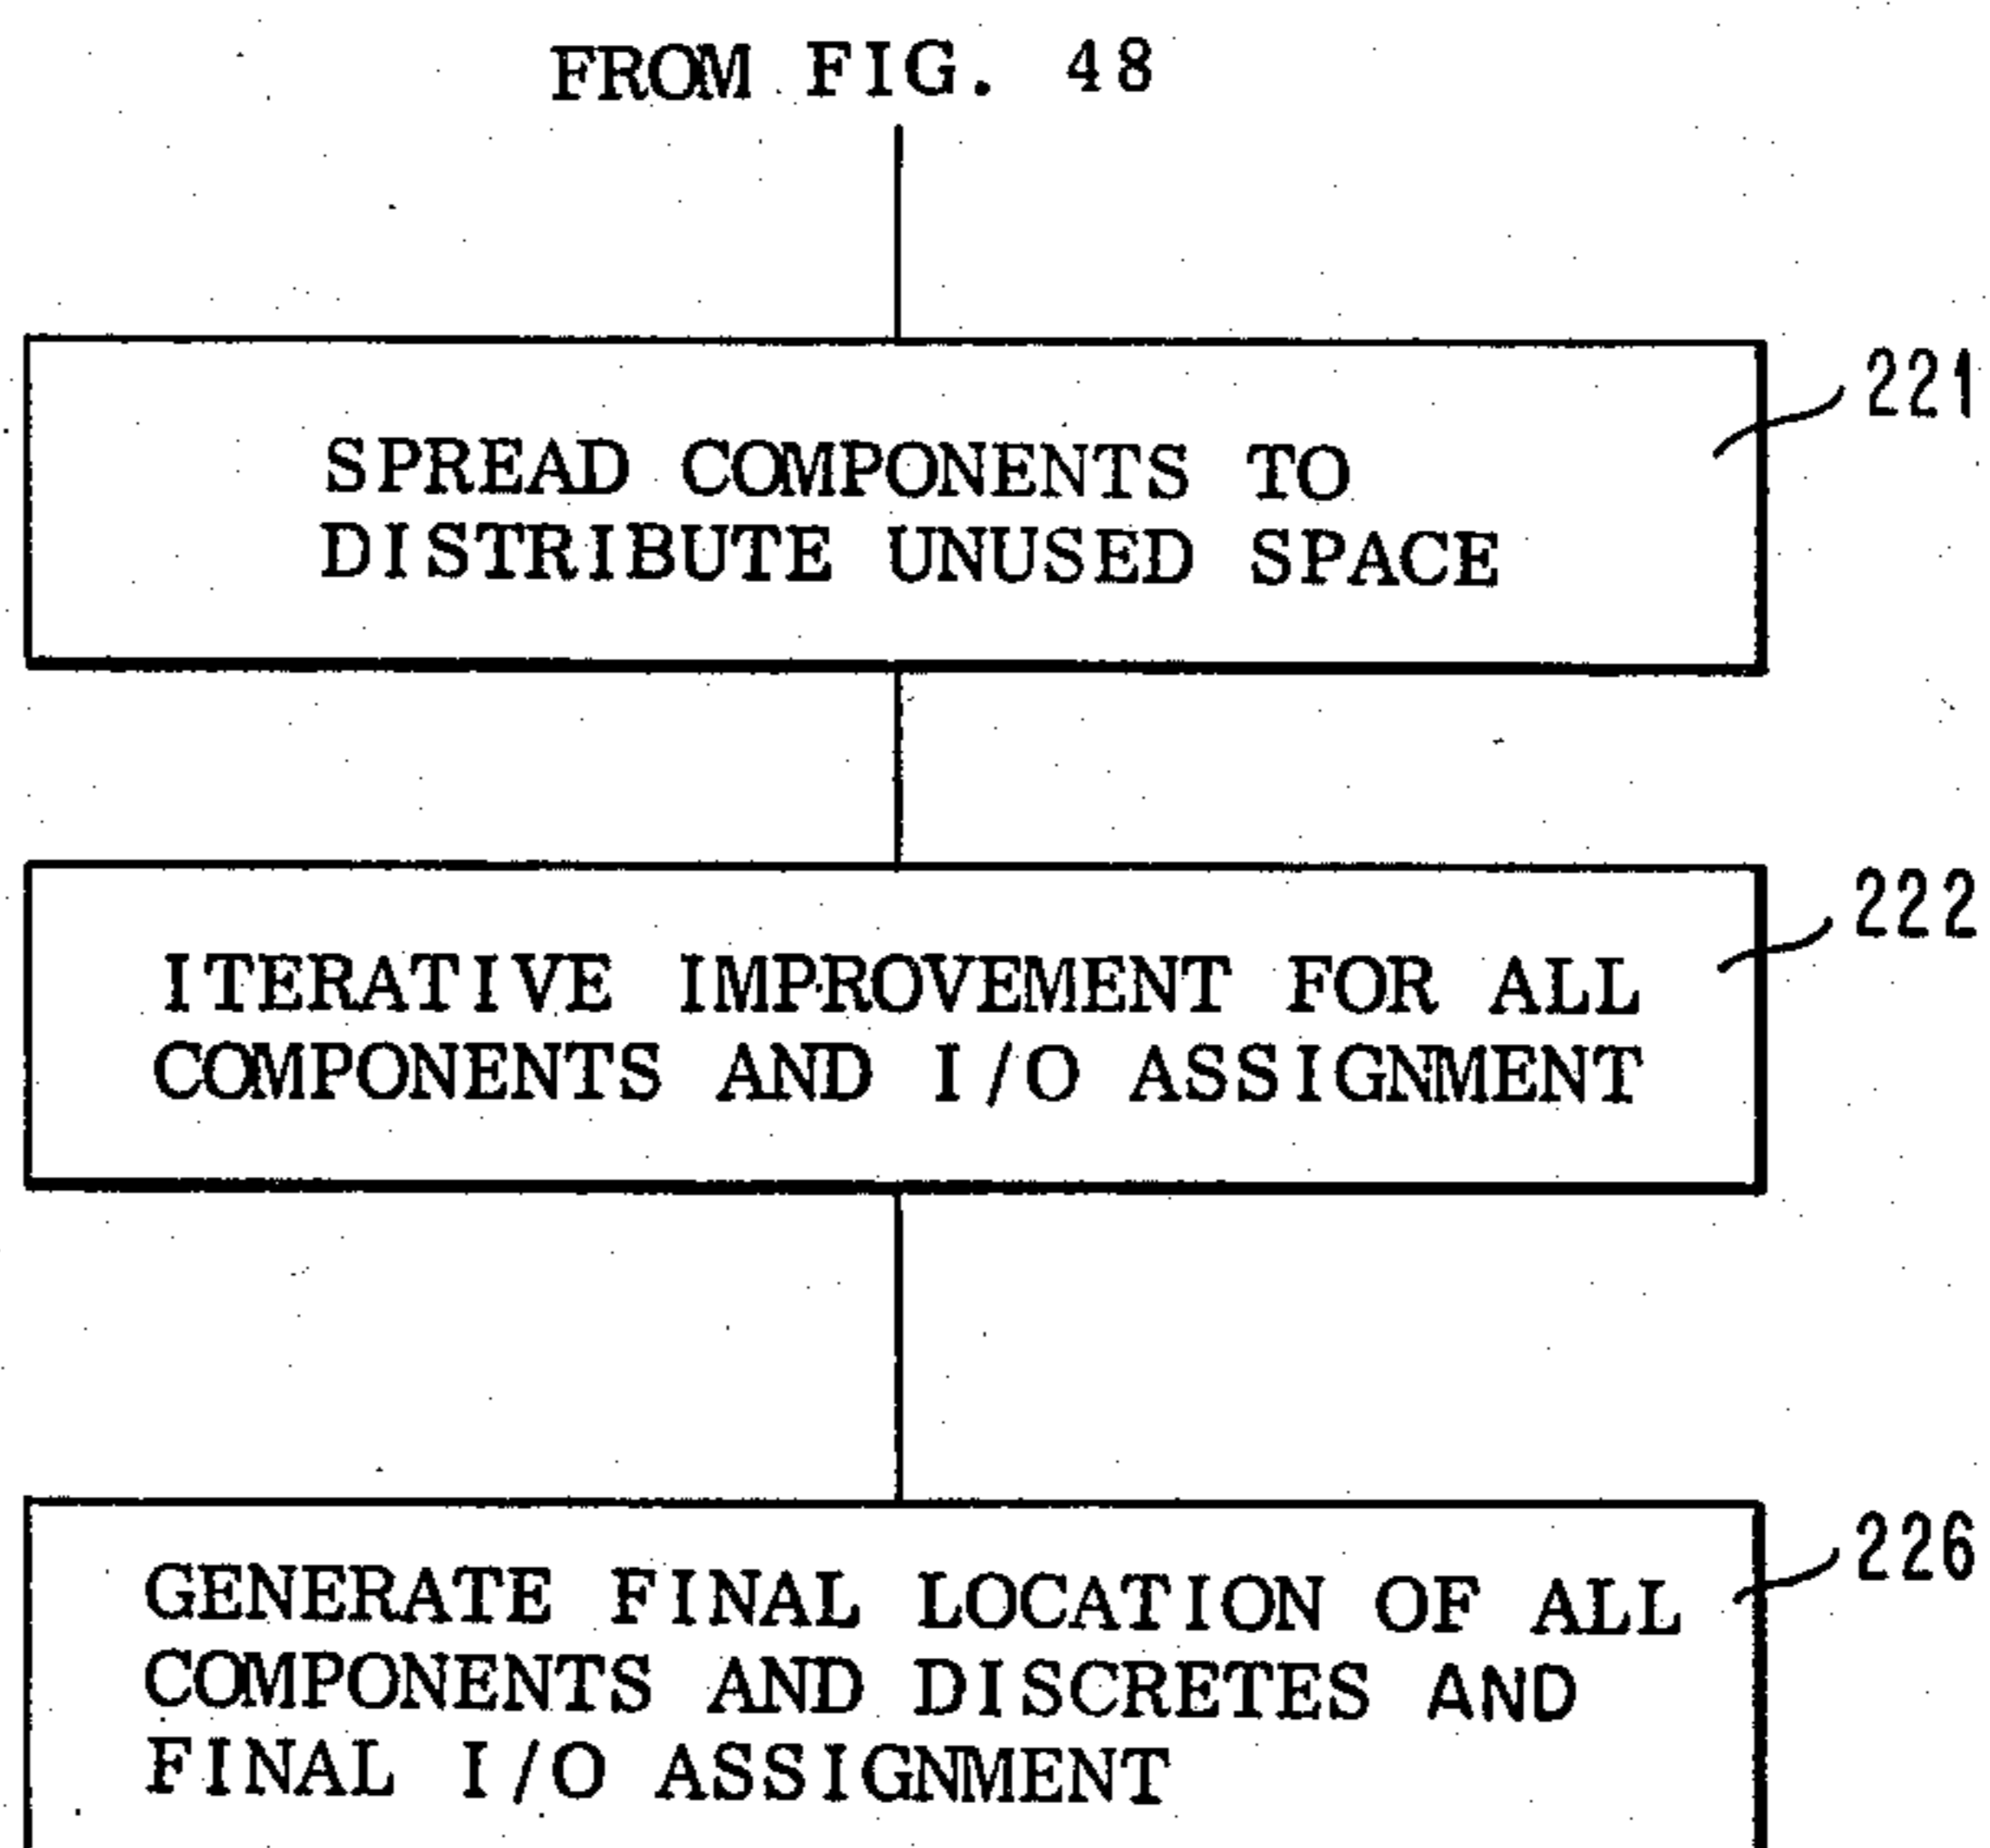 FROM FIG. 48
221
SPREAD COMPONENTS TO
DISTRIBUTE UNUSED SPACE
222
ITERATIVE IMPROVEMENT FOR ALL
COMPONENTS AND I/O ASSIGNMENT
226
GENERATE FINAL LOCATION OF ALL
COMPONENTS AND DISCRETES AND
FINAL I/O ASSIGNMENT